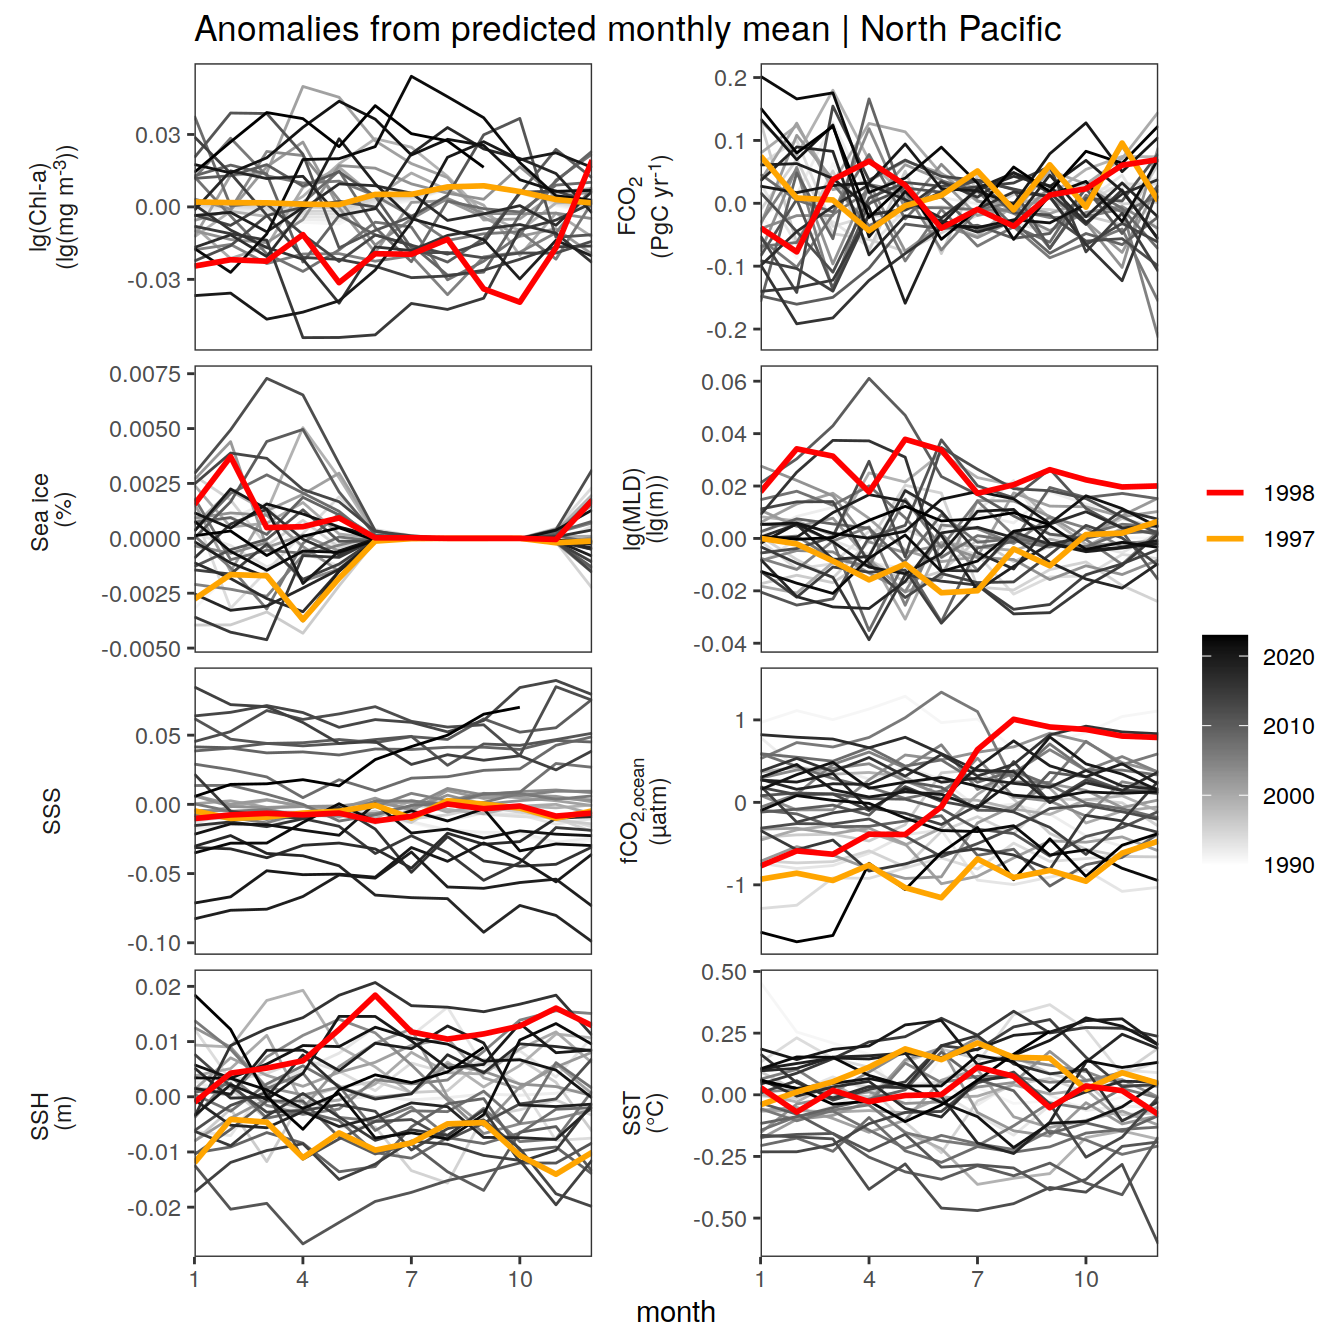 Anomalies from predicted monthly mean | North Pacific
lg(Chl-a)
(lg(mg m⁻³))
0.03
0.00
-0.03
FCO₂
(PgC yr⁻¹)
0.2
0.1
0.0
-0.1
-0.2
Sea ice
(%)
0.0075
0.0050
0.0025
0.0000
-0.0025
-0.0050
lg(MLD)
(lg(m))
0.06
0.04
0.02
0.00
-0.02
-0.04
SSS
0.05
0.00
-0.05
-0.10
fCO₂,ocean
(µatm)
1
0
-1
SSH
(m)
0.02
0.01
0.00
-0.01
-0.02
SST
(°C)
0.50
0.25
0.00
-0.25
-0.50
1 4 7 10
1 4 7 10
month
1998
1997
2020
2010
2000
1990